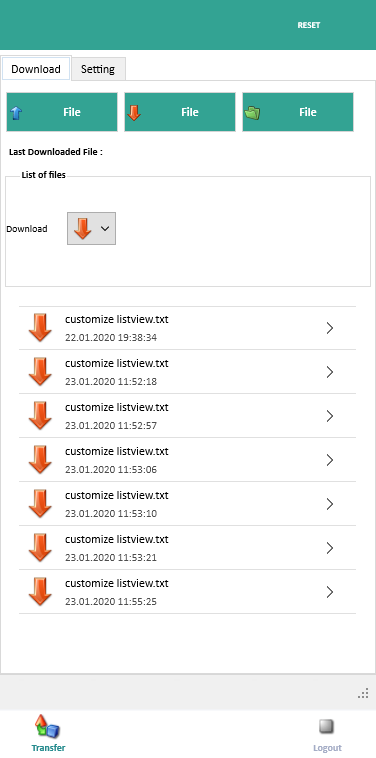 RESET
Download Setting
File File File
Last Downloaded File :
List of files
Download
customize listview.txt
22.01.2020 19:38:34
customize listview.txt
23.01.2020 11:52:18
customize listview.txt
23.01.2020 11:52:57
customize listview.txt
23.01.2020 11:53:06
customize listview.txt
23.01.2020 11:53:10
customize listview.txt
23.01.2020 11:53:21
customize listview.txt
23.01.2020 11:55:25
Transfer Logout